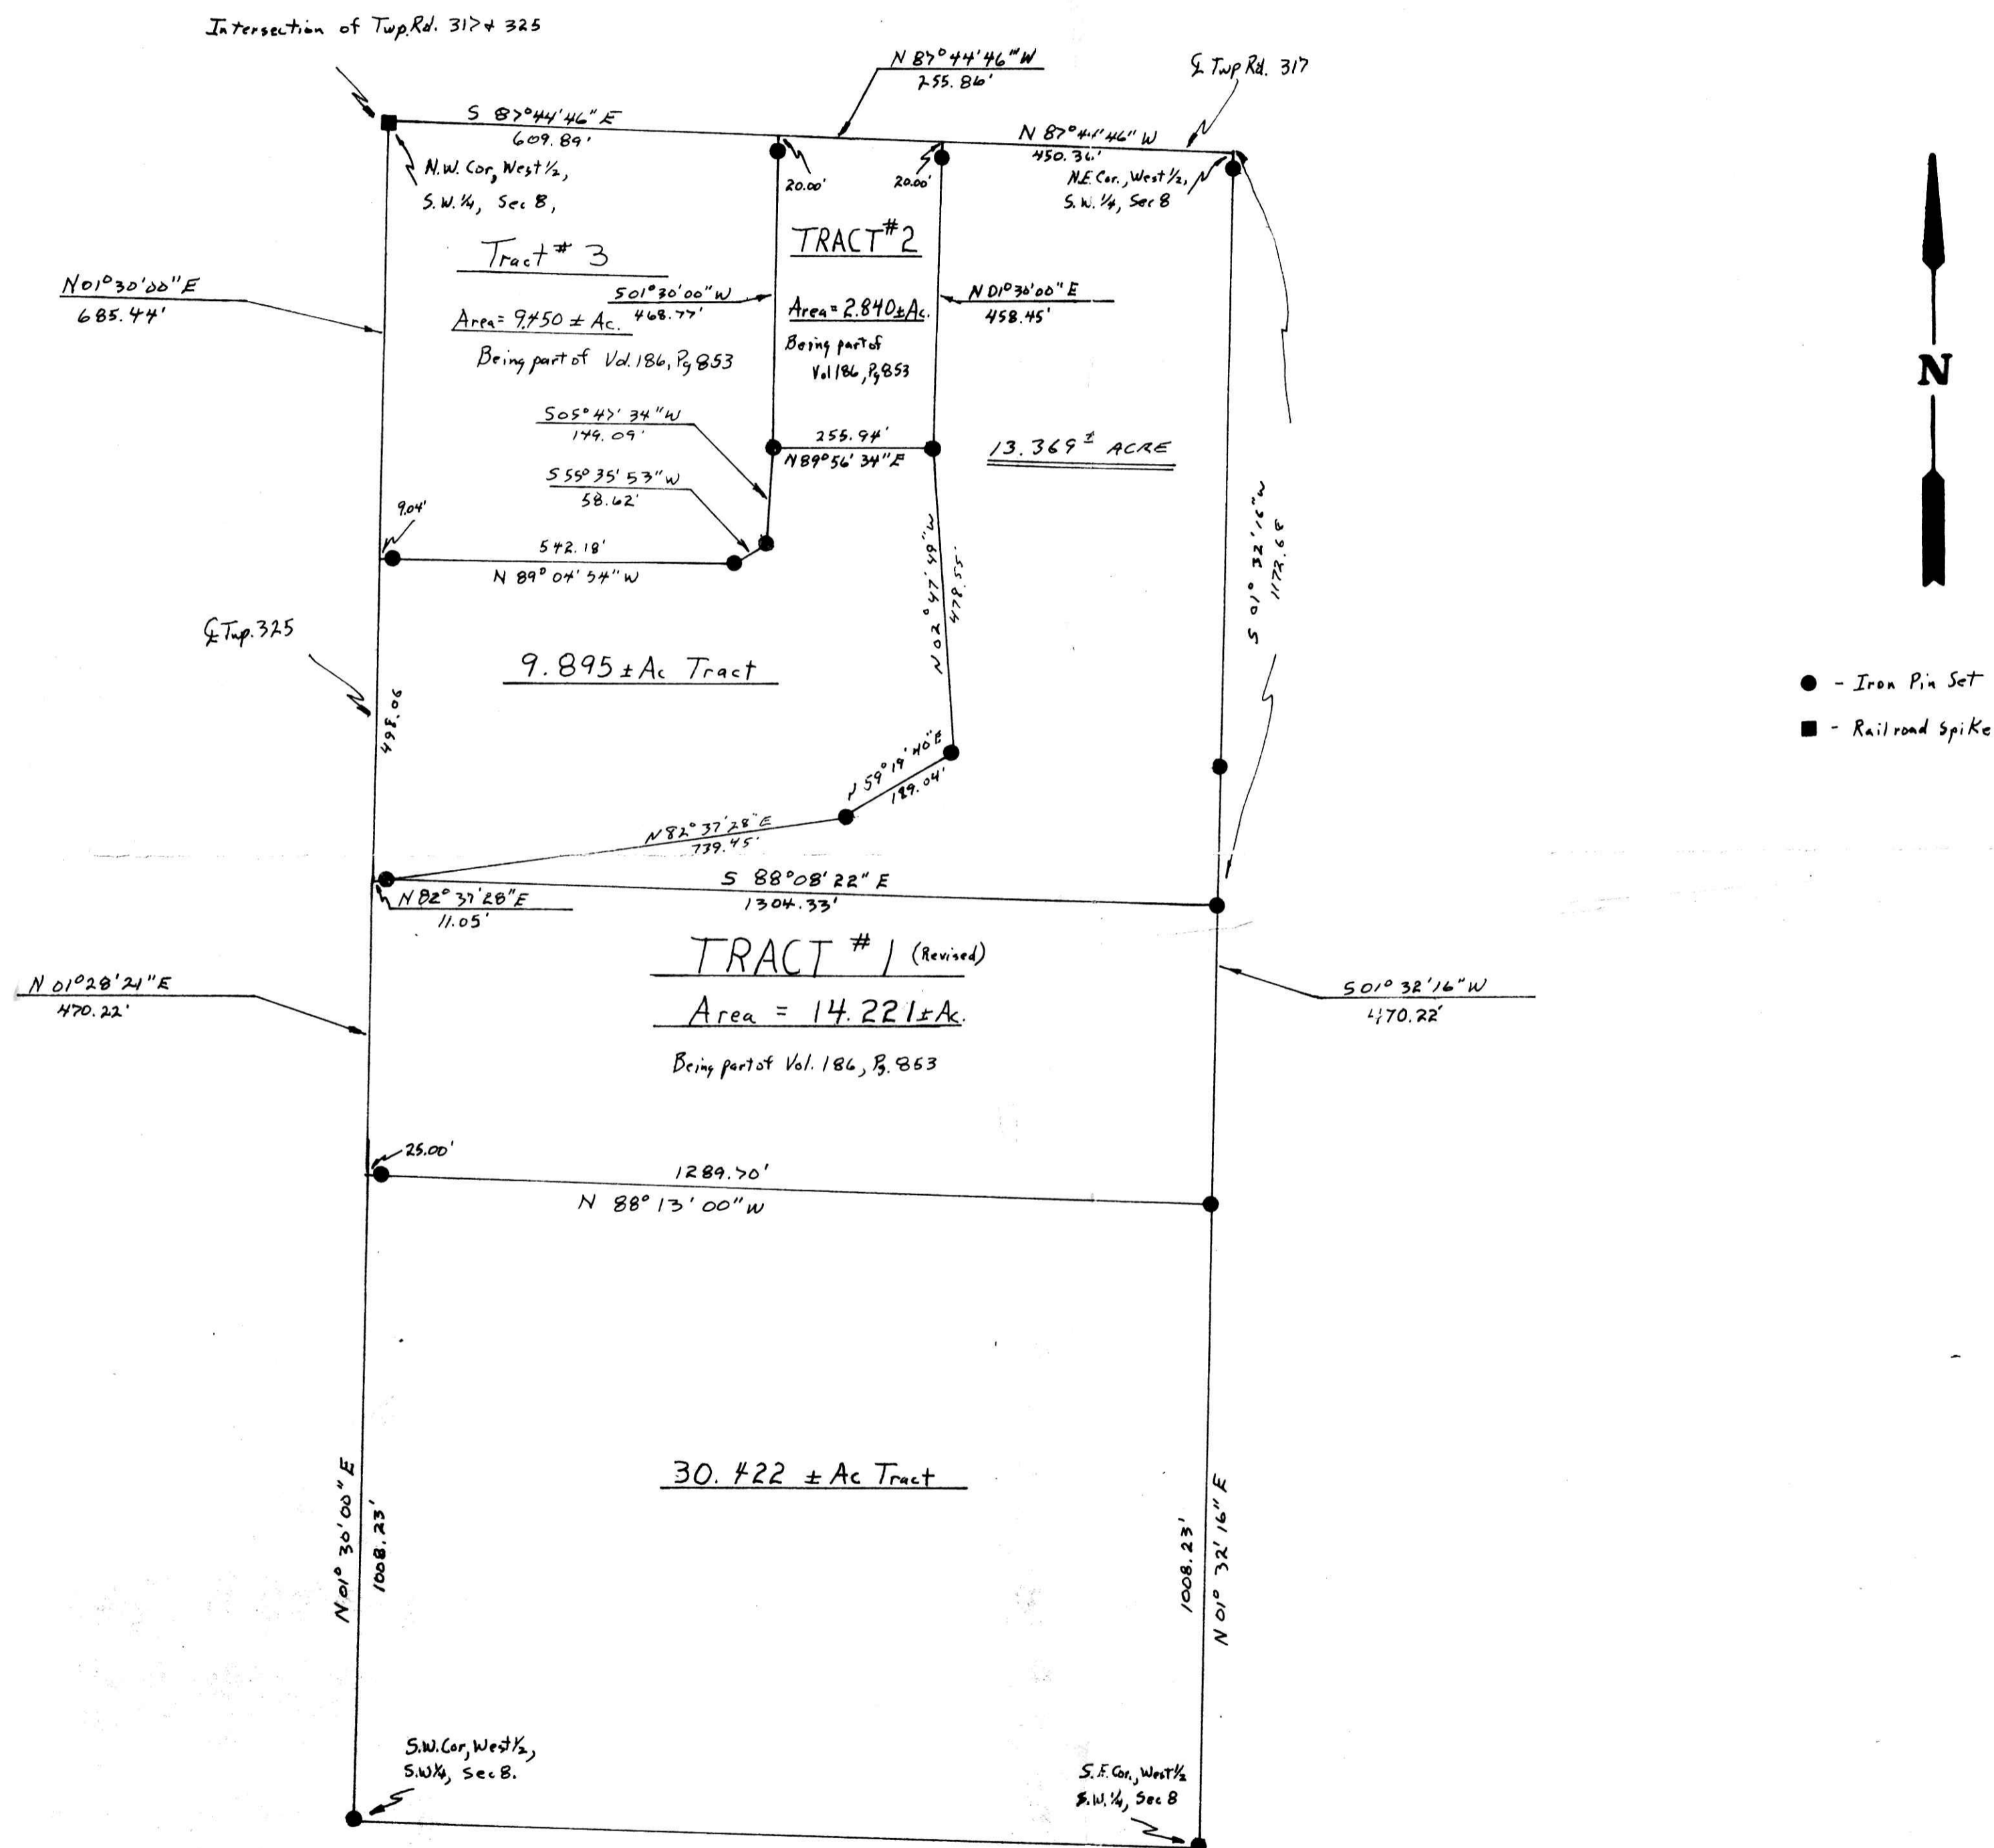 Intersection of Twp.Rd. 317 & 325
N 87°44'46" W
255.86'
℄ Twp Rd. 317
S 87°44'46" E
609.89'
N 87°44'46" W
450.36'
N.W. Cor, West 1/2,
S.W. 1/4, Sec 8,
20.00'
20.00'
N.E. Cor., West 1/2,
S.W. 1/4, Sec 8
Tract # 3
TRACT #2
N01°30'00"E
685.44'
S01°30'00"W
468.77'
N01°30'00"E
458.45'
Area = 9.450 ± Ac.
Area = 2.840 ± Ac.
Being part of Vol. 186, Pg 853
Being part of
Vol 186, Pg 853
N
S05°47'34"W
149.09'
255.94'
N89°56'34"E
13.369 ± ACRE
S55°35'53"W
58.62'
9.04'
542.18'
N 89°04'54" W
N 02°47'49" W
478.55'
S 01° 32' 16" W
1172.68
℄ Twp. 325
9.895 ± Ac Tract
498.06
- Iron Pin Set
- Railroad Spike
N 59°19'40" E
189.04'
N 82°37'28" E
739.45'
S 88°08'22" E
1304.33'
N 82°37'28" E
11.05'
TRACT #1 (Revised)
Area = 14.221 ± Ac.
Being part of Vol. 186, Pg. 853
N 01°28'21" E
470.22'
S 01° 32' 16" W
470.22'
25.00'
1289.70'
N 88° 13' 00" W
30.422 ± Ac Tract
N 01° 30' 00" E
1008.23'
1008.23'
N 01° 32' 16" E
S.W. Cor, West 1/2,
S.W 1/4, Sec 8.
S.E. Cor., West 1/2
S.W. 1/4, Sec 8